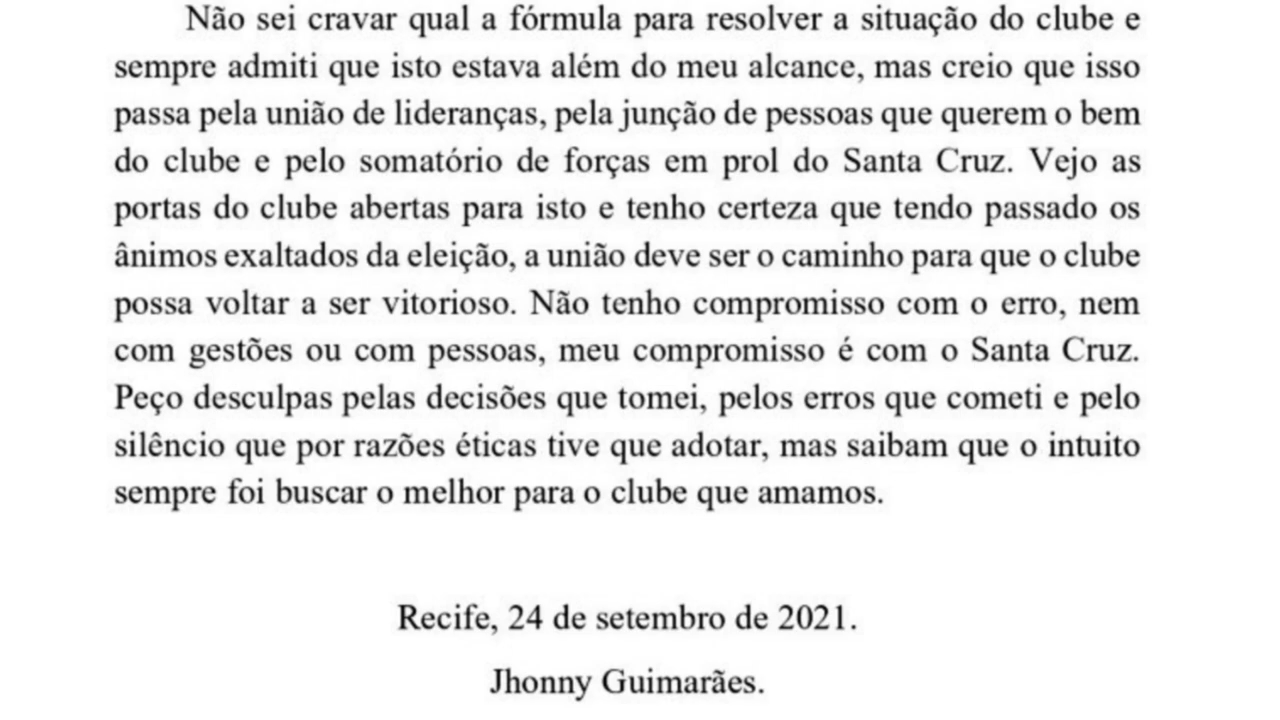 Não sei cravar qual a fórmula para resolver a situação do clube e
sempre admiti que isto estava além do meu alcance, mas creio que isso
passa pela união de lideranças, pela junção de pessoas que querem o bem
do clube e pelo somatório de forças em prol do Santa Cruz. Vejo as
portas do clube abertas para isto e tenho certeza que tendo passado os
ânimos exaltados da eleição, a união deve ser o caminho para que o clube
possa voltar a ser vitorioso. Não tenho compromisso com o erro, nem
com gestões ou com pessoas, meu compromisso é com o Santa Cruz.
Peço desculpas pelas decisões que tomei, pelos erros que cometi e pelo
silêncio que por razões éticas tive que adotar, mas saibam que o intuito
sempre foi buscar o melhor para o clube que amamos.
Recife, 24 de setembro de 2021.
Jhonny Guimarães.